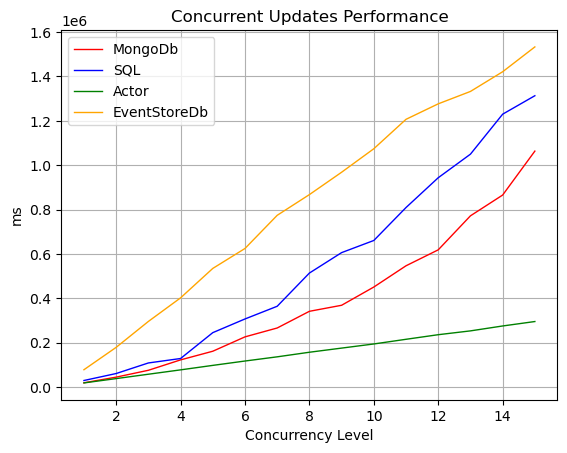 Concurrent Updates Performance
1e6
MongoDb
SQL
Actor
EventStoreDb
1.6
1.4
1.2
1.0
0.8
0.6
0.4
0.2
0.0
ms
2 4 6 8 10 12 14
Concurrency Level